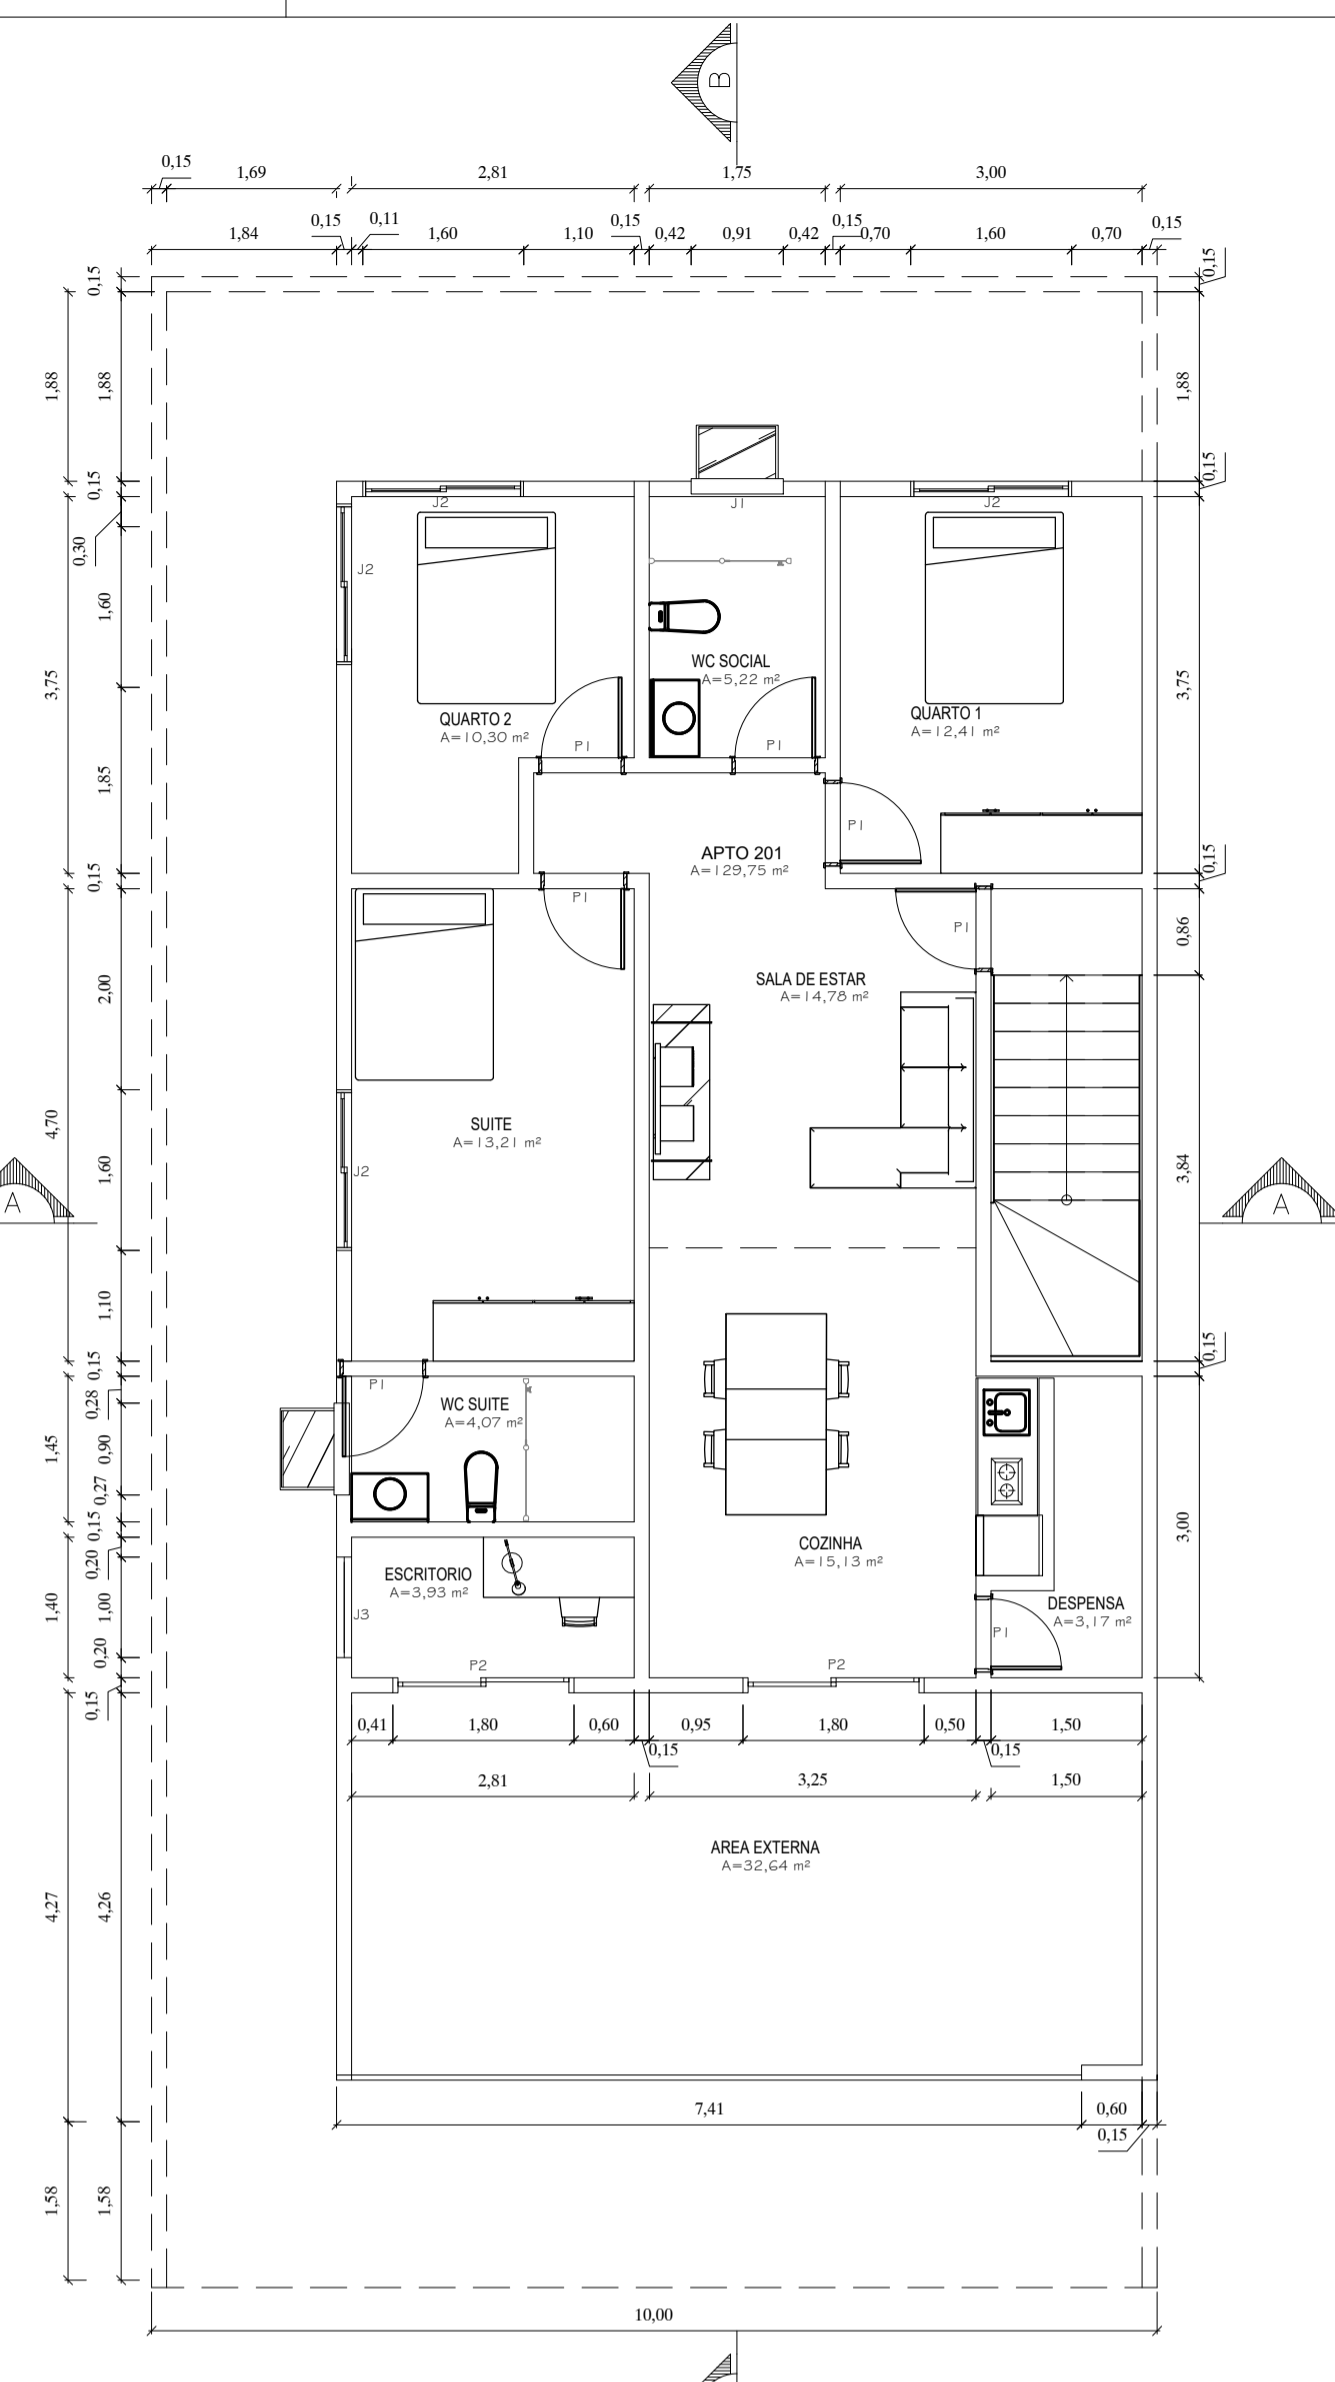 B
0,15
1,69
2,81
1,75
3,00
1,84
0,15
0,11
1,60
1,10
0,15
0,42
0,91
0,42
0,15
0,70
1,60
0,70
0,15
0,15
0,15
1,88
1,88
1,88
0,15
0,15
J2
J1
J2
0,30
J2
1,60
3,75
3,75
WC SOCIAL
A=5,22 m²
QUARTO 2
A=10,30 m²
QUARTO 1
A=12,41 m²
P1
P1
1,85
P1
APTO 201
A=129,75 m²
0,15
0,15
P1
P1
0,86
2,00
SALA DE ESTAR
A=14,78 m²
4,70
SUITE
A=13,21 m²
1,60
J2
3,84
A
A
1,10
0,15
0,15
P1
WC SUITE
A=4,07 m²
0,28
1,45
0,90
0,27
0,15
3,00
COZINHA
A=15,13 m²
0,20
ESCRITORIO
A=3,93 m²
1,40
1,00
J3
DESPENSA
A=3,17 m²
P1
0,20
P2
P2
0,15
0,41
1,80
0,60
0,95
1,80
0,50
1,50
0,15
0,15
2,81
3,25
1,50
AREA EXTERNA
A=32,64 m²
4,27
4,26
7,41
0,60
0,15
1,58
1,58
10,00